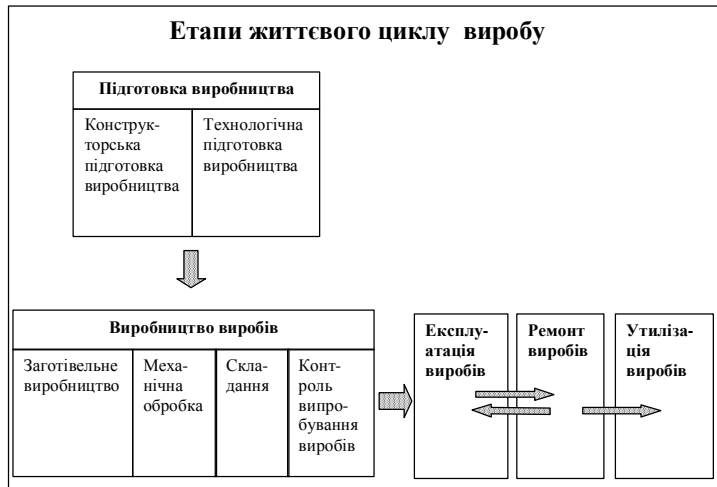 Етапи життєвого циклу виробу
Підготовка виробництва
Конструк-
торська
підготовка
виробництва
Технологічна
підготовка
виробництва
Виробництво виробів
Заготівельне
виробництво
Меха-
нічна
обробка
Скла-
дання
Конт-
роль
випро-
бування
виробів
Експлу-
атація
виробів
Ремонт
виробів
Утиліза-
ція
виробів